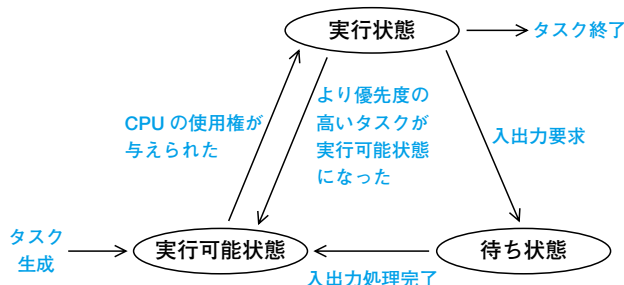 実行状態
タスク終了
CPU の使用権が
与えられた
より優先度の
高いタスクが
実行可能状態
になった
入出力要求
タスク
生成
実行可能状態
待ち状態
入出力処理完了